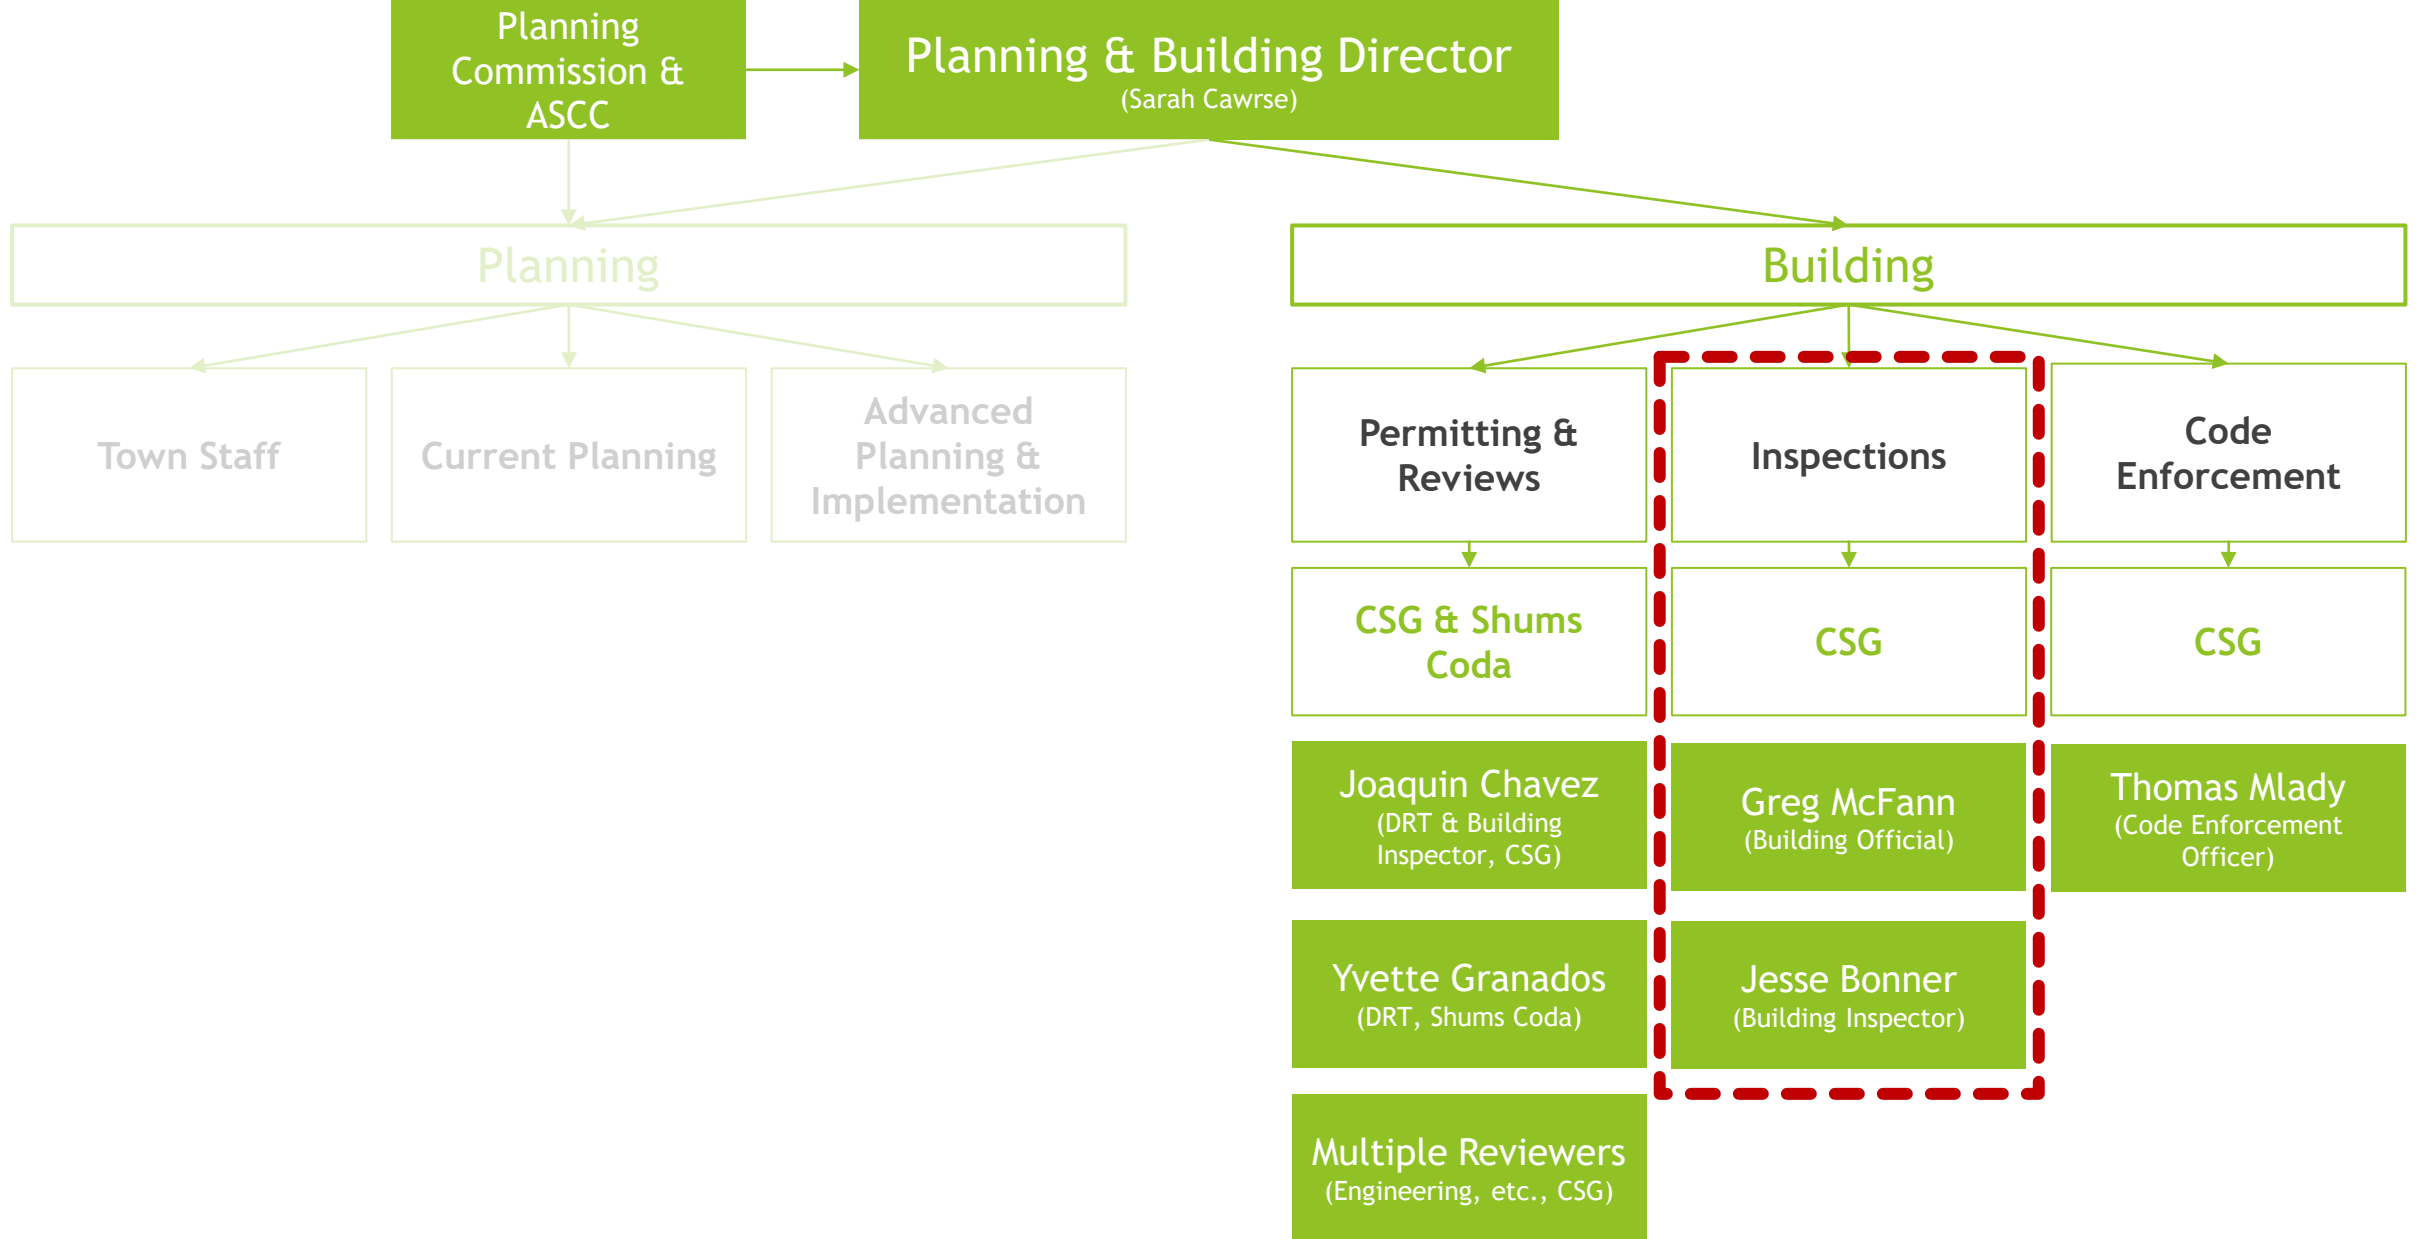 Planning
Commission &
ASCC
Planning & Building Director
(Sarah Cawrse)
Planning
Building
Town Staff
Current Planning
Advanced
Planning &
Implementation
Permitting &
Reviews
Inspections
Code
Enforcement
CSG & Shums
Coda
CSG
CSG
Joaquin Chavez
(DRT & Building
Inspector, CSG)
Greg McFann
(Building Official)
Thomas Mlady
(Code Enforcement
Officer)
Yvette Granados
(DRT, Shums Coda)
Jesse Bonner
(Building Inspector)
Multiple Reviewers
(Engineering, etc., CSG)